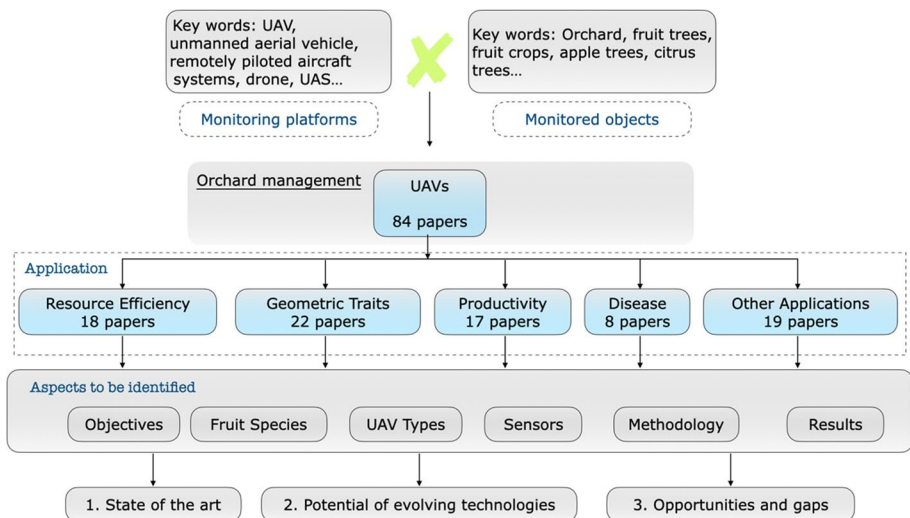 Key words: UAV,
unmanned aerial vehicle,
remotely piloted aircraft
systems, drone, UAS...
Key words: Orchard, fruit trees,
fruit crops, apple trees, citrus
trees...
Monitoring platforms
Monitored objects
Orchard management
UAVs
84 papers
Application
Resource Efficiency
18 papers
Geometric Traits
22 papers
Productivity
17 papers
Disease
8 papers
Other Applications
19 papers
Aspects to be identified
Objectives
Fruit Species
UAV Types
Sensors
Methodology
Results
1. State of the art
2. Potential of evolving technologies
3. Opportunities and gaps